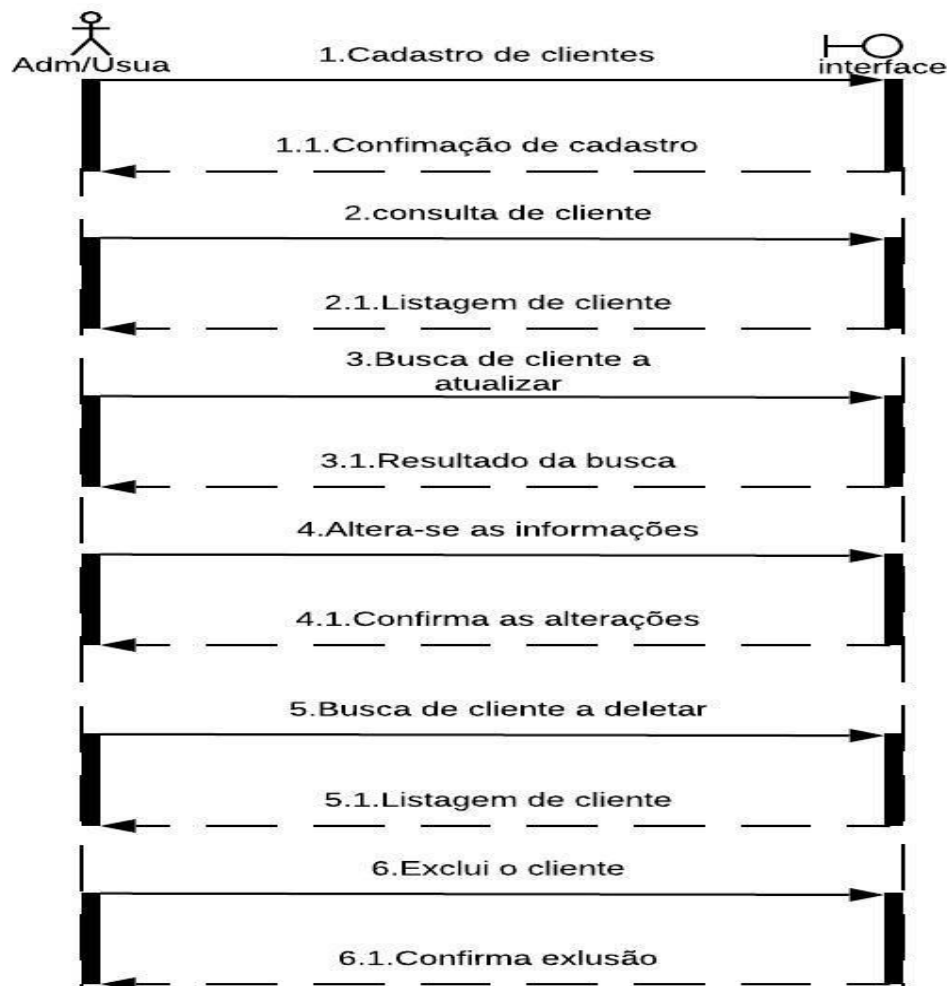 Adm/Usua
1.Cadastro de clientes
interface
1.1.Confimação de cadastro
2.consulta de cliente
2.1.Listagem de cliente
3.Busca de cliente a
atualizar
3.1.Resultado da busca
4.Altera-se as informações
4.1.Confirma as alterações
5.Busca de cliente a deletar
5.1.Listagem de cliente
6.Exclui o cliente
6.1.Confirma exlusão